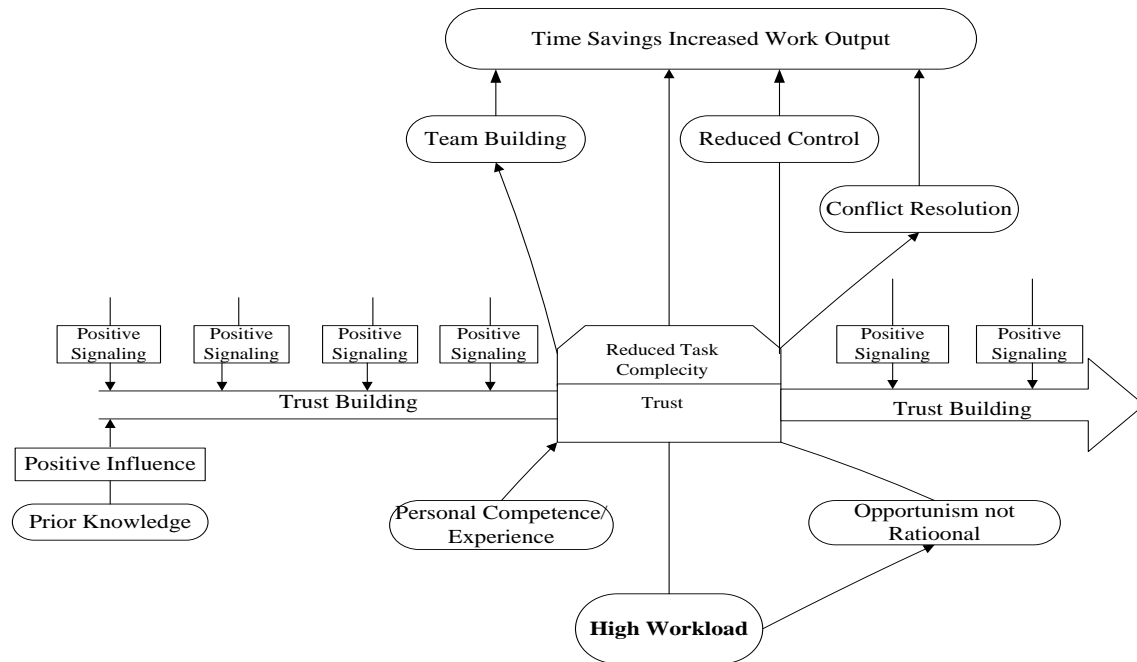 Time Savings Increased Work Output
Team Building
Reduced Control
Conflict Resolution
Positive
Signaling
Positive
Signaling
Positive
Signaling
Positive
Signaling
Positive
Signaling
Positive
Signaling
Reduced Task
Complecity
Trust Building
Trust
Trust Building
Positive Influence
Prior Knowledge
Personal Competence/
Experience
Opportunism not
Ratioonal
High Workload